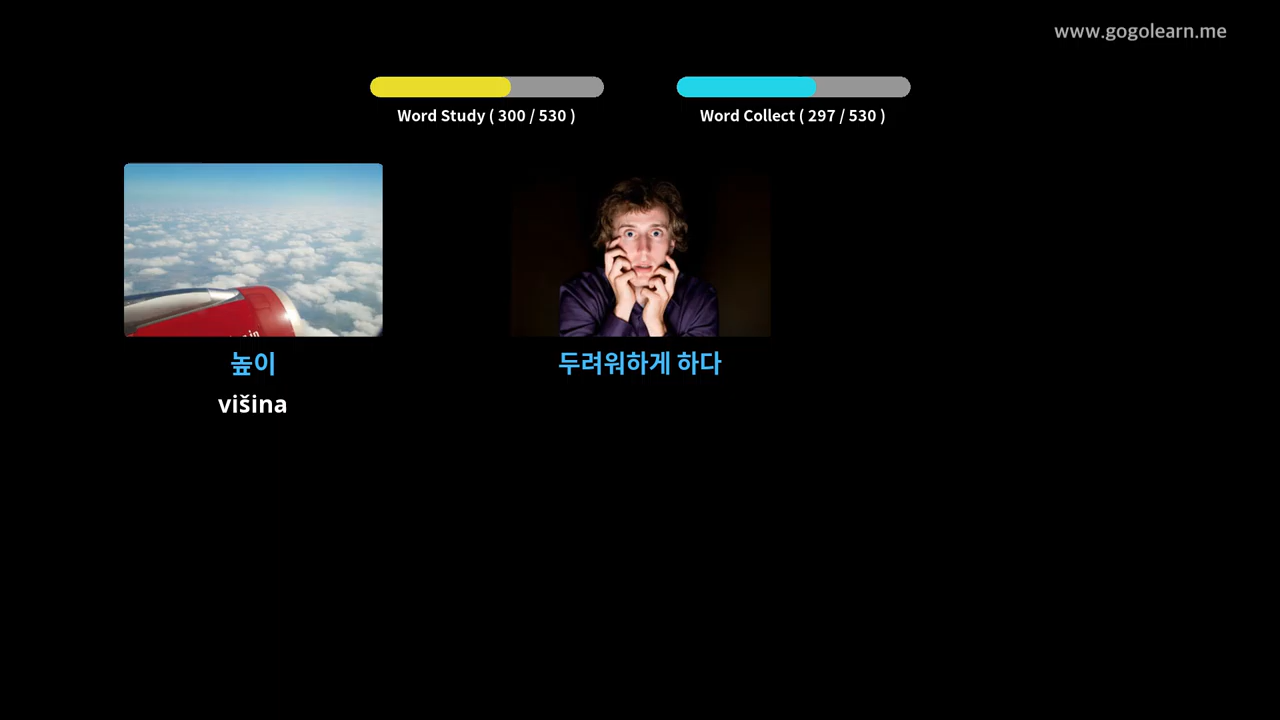 www.gogolearn.me
Word Study ( 300 / 530 )
Word Collect ( 297 / 530 )
높이
두려워하게 하다
višina